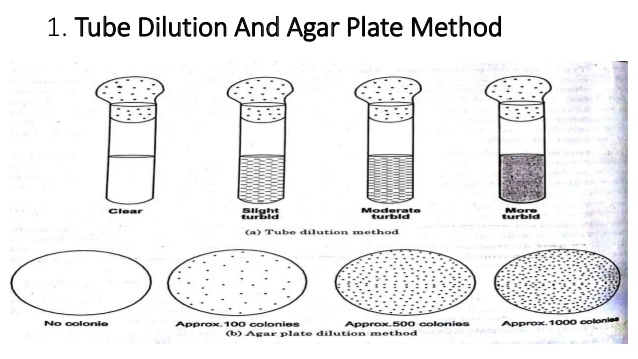 1. Tube Dilution And Agar Plate Method
Clear
Slight
turbid
Moderate
turbid
More
turbid
(a) Tube dilution method
No colonie
Approx. 100 colonies
Approx. 500 colonies
Approx. 1000 colonies
(b) Agar plate dilution method